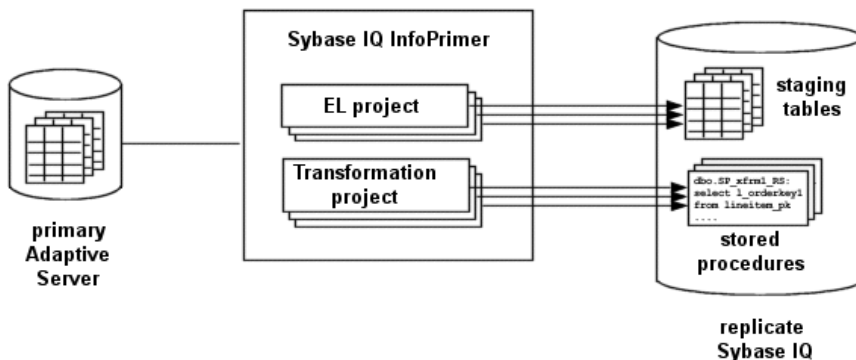 Sybase IQ InfoPrimer
EL project
Transformation
project
primary
Adaptive
Server
staging
tables
dbo.SP_xfrm1_RS:
select l_orderkey1
from lineitem_pk
....
stored
procedures
replicate
Sybase IQ